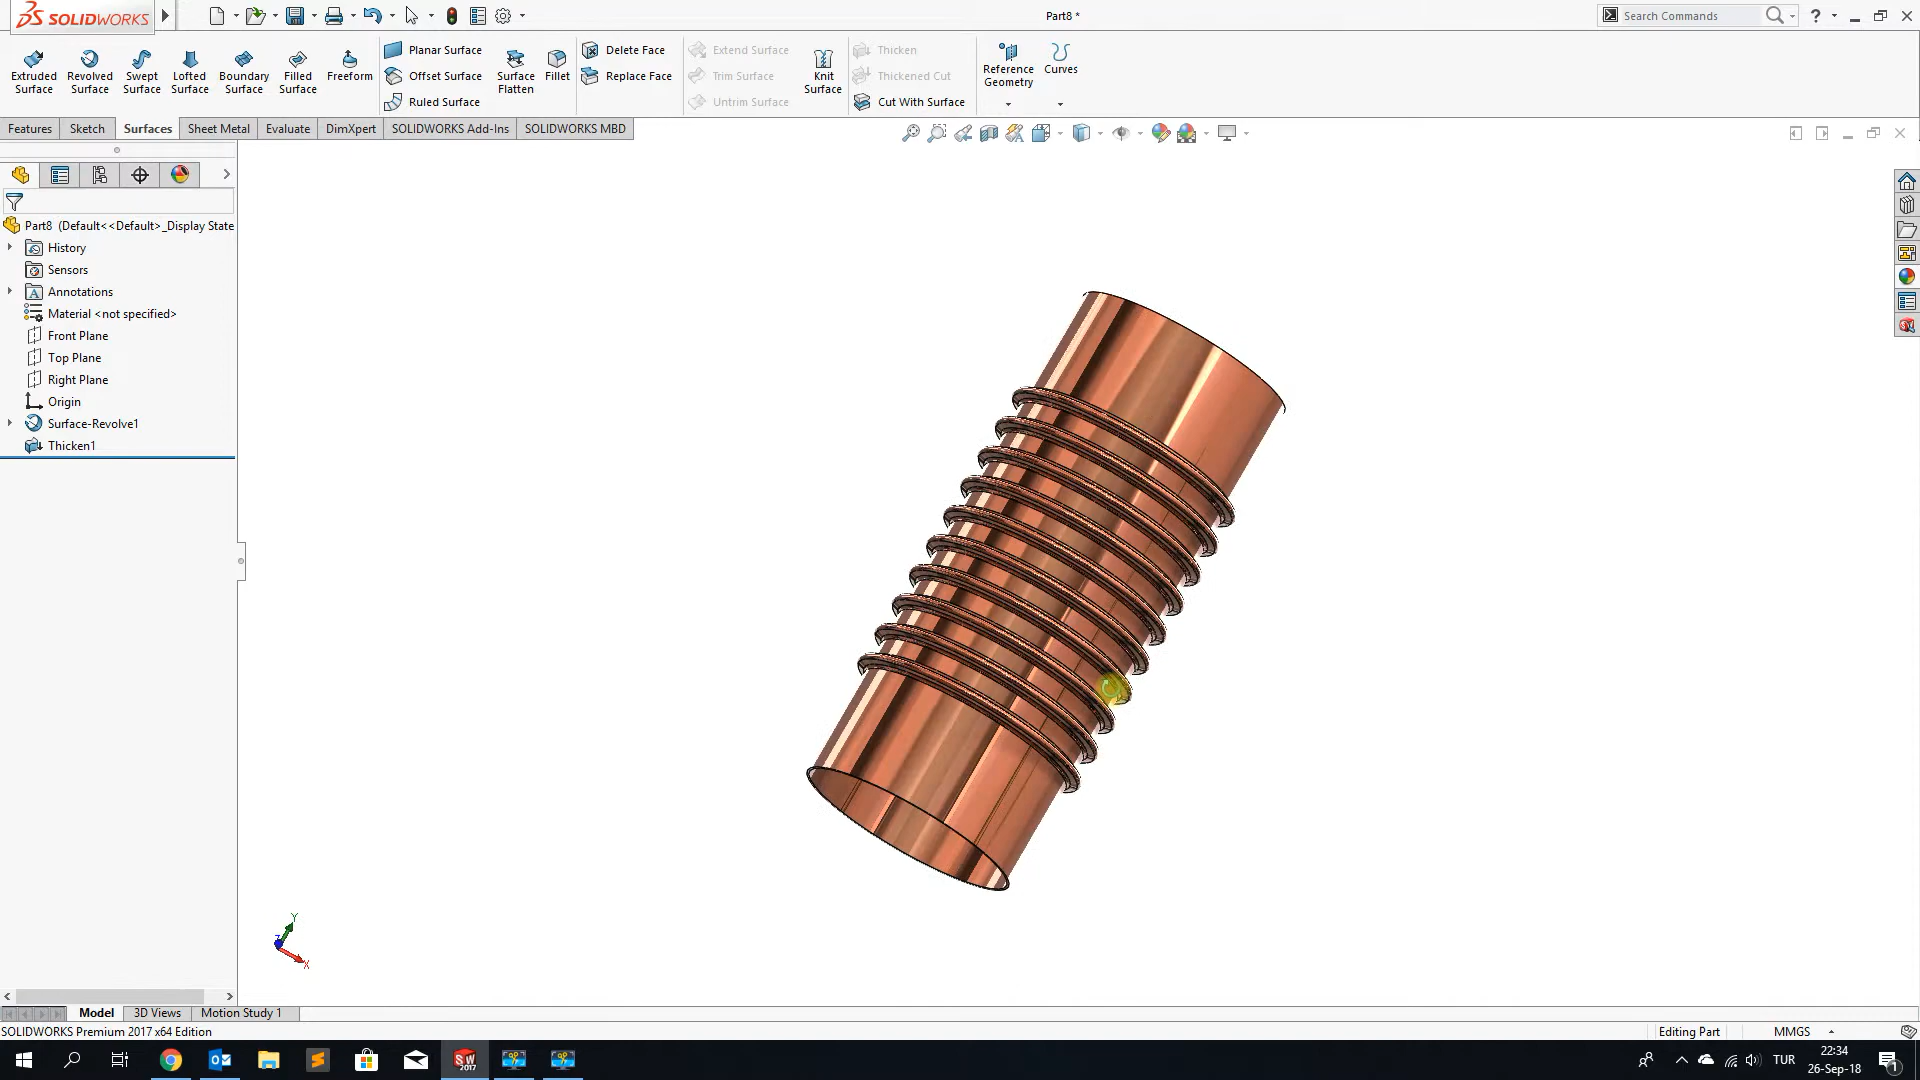 SOLIDWORKS
Part8 *
Search Commands
?
Extruded Surface
Revolved Surface
Swept Surface
Lofted Surface
Boundary Surface
Filled Surface
Freeform
Planar Surface
Offset Surface
Ruled Surface
Surface Flatten
Fillet
Delete Face
Replace Face
Extend Surface
Trim Surface
Untrim Surface
Knit Surface
Thicken
Thickened Cut
Cut With Surface
Reference Geometry
Curves
Features
Sketch
Surfaces
Sheet Metal
Evaluate
DimXpert
SOLIDWORKS Add-Ins
SOLIDWORKS MBD
Part8 (Default<<Default>_Display State
History
Sensors
Annotations
Material <not specified>
Front Plane
Top Plane
Right Plane
Origin
Surface-Revolve1
Thicken1
Y
Z
X
Model
3D Views
Motion Study 1
SOLIDWORKS Premium 2017 x64 Edition
Editing Part
MMGS
SW
2017
TUR
22:34
26-Sep-18
1